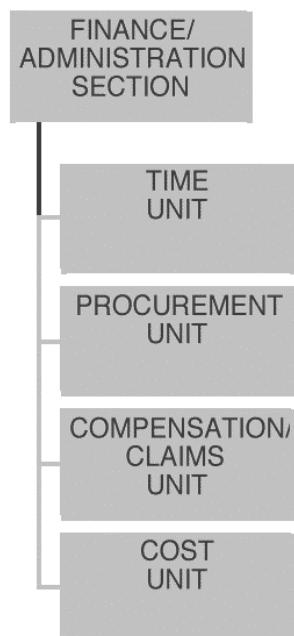 FINANCE/
ADMINISTRATION
SECTION
TIME
UNIT
PROCUREMENT
UNIT
COMPENSATION/
CLAIMS
UNIT
COST
UNIT